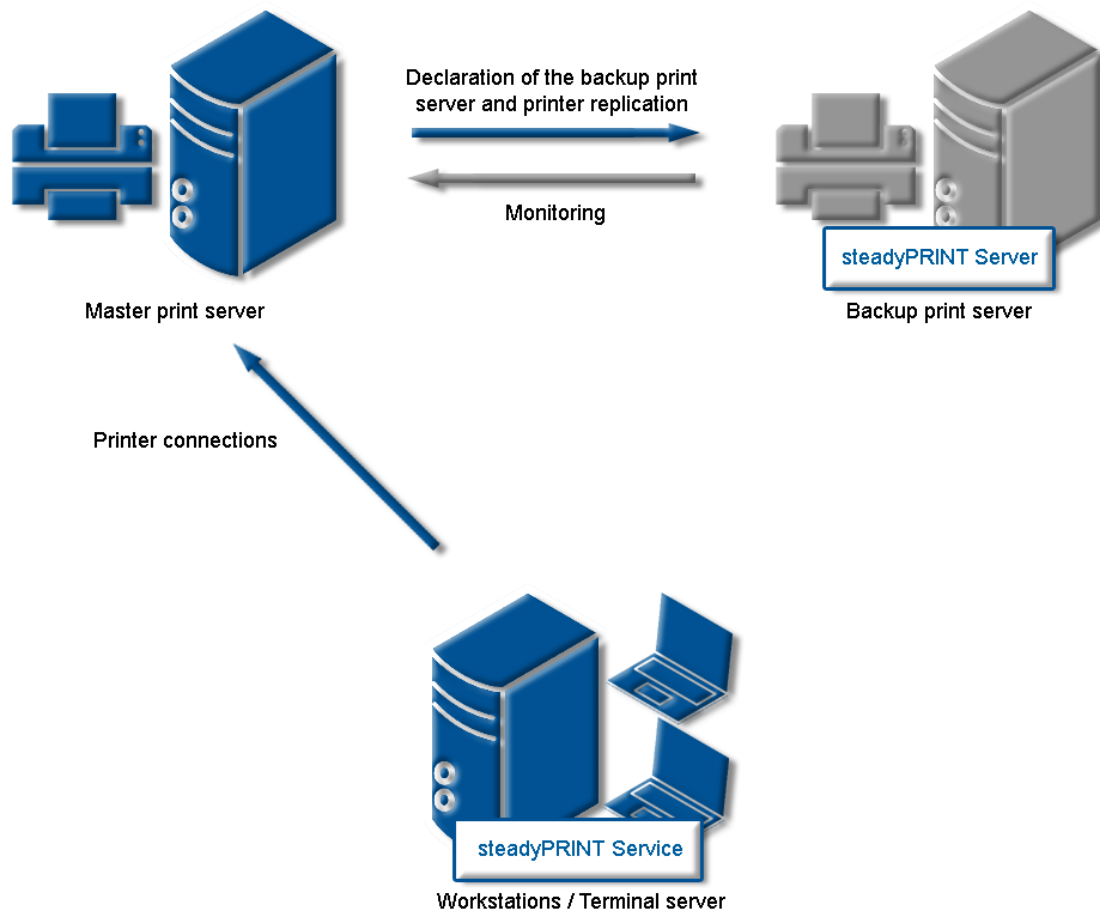 Declaration of the backup print
server and printer replication
Monitoring
steadyPRINT Server
Master print server
Backup print server
Printer connections
steadyPRINT Service
Workstations / Terminal server